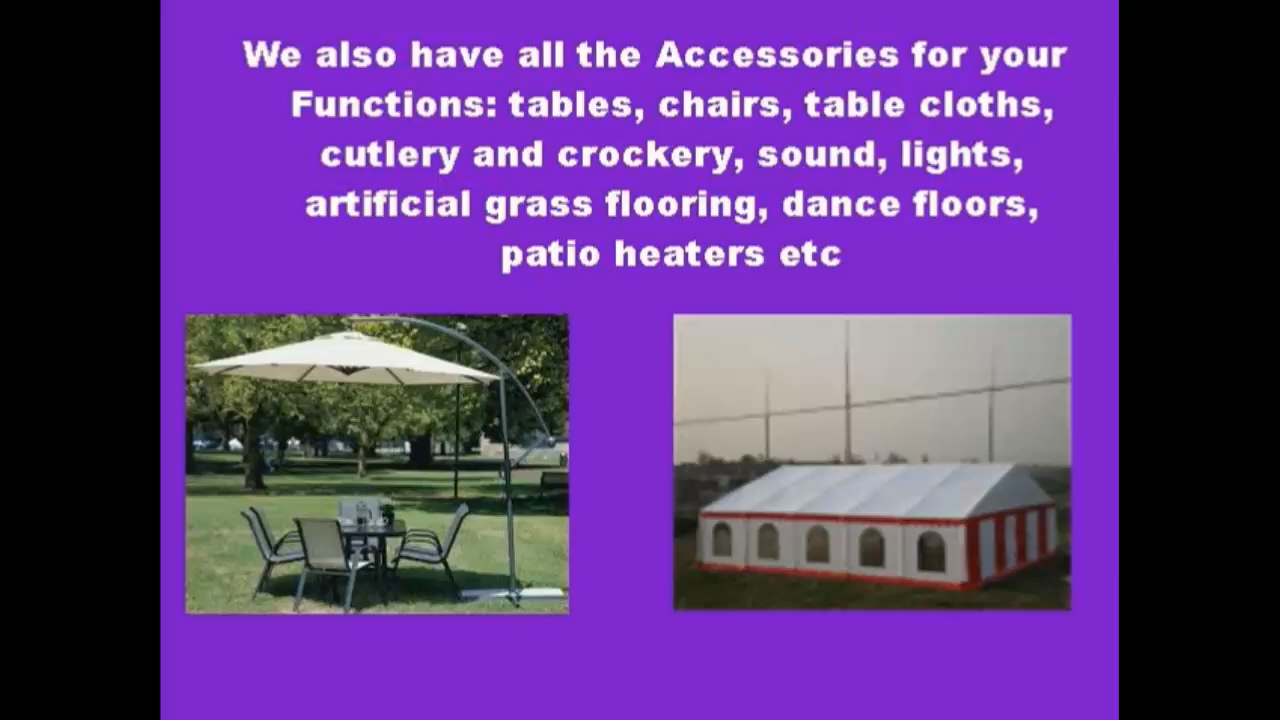 We also have all the Accessories for your
Functions: tables, chairs, table cloths,
cutlery and crockery, sound, lights,
artificial grass flooring, dance floors,
patio heaters etc